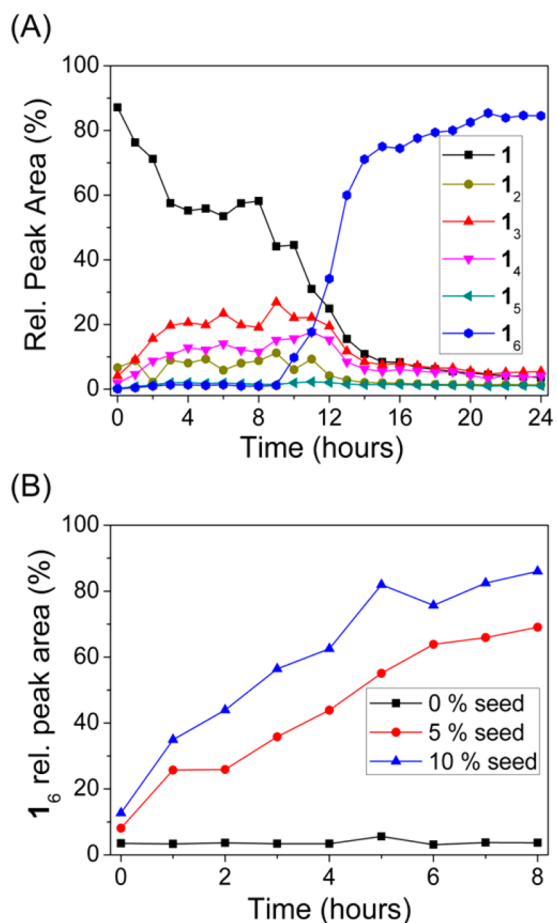 (A)
Rel. Peak Area (%)
100
80
60
40
20
0
1
1₂
1₃
1₄
1₅
1₆
0 4 8 12 16 20 24
Time (hours)
(B)
1₆ rel. peak area (%)
100
80
60
40
20
0
0 % seed
5 % seed
10 % seed
0 2 4 6 8
Time (hours)